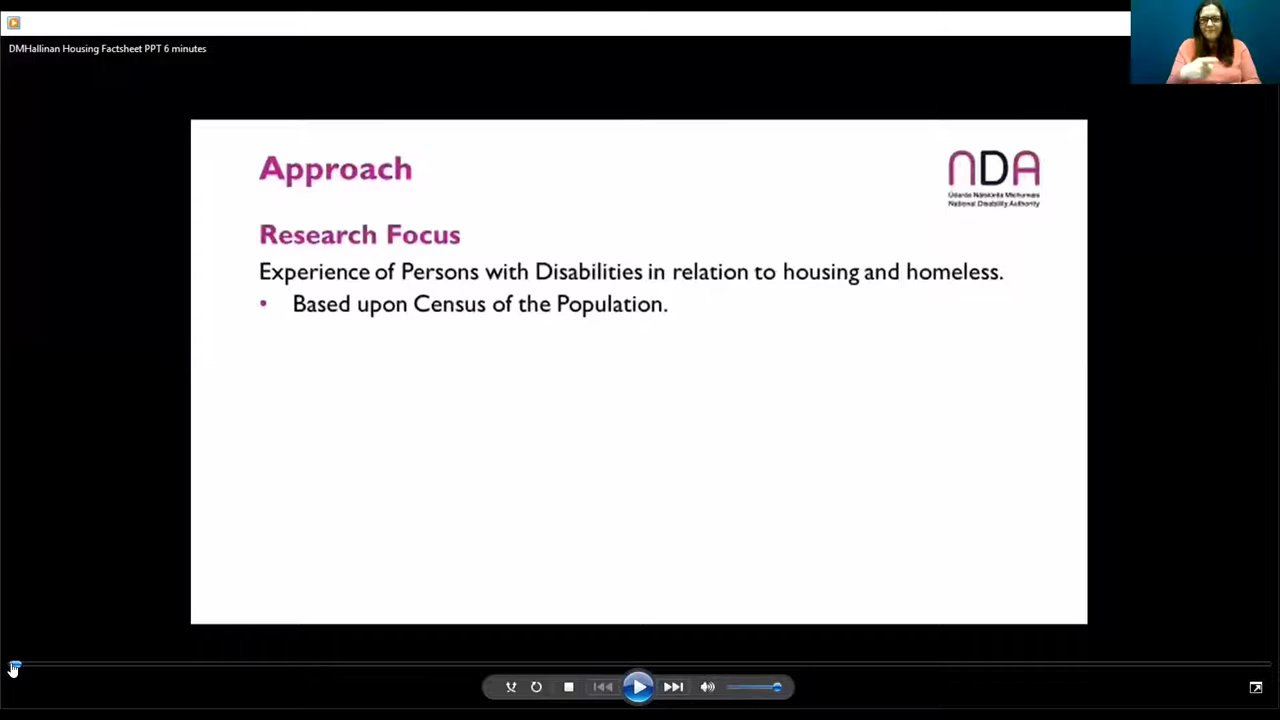 DMHallinan Housing Factsheet PPT 6 minutes
Approach
NDA
Údarás Náisiúnta Míchumais
National Disability Authority
Research Focus
Experience of Persons with Disabilities in relation to housing and homeless.
• Based upon Census of the Population.